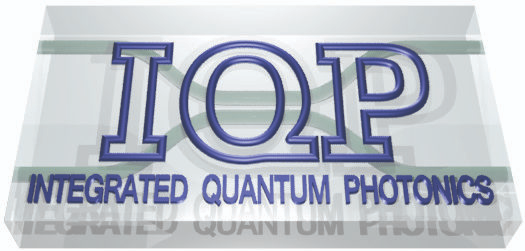 IQP
INTEGRATED QUANTUM PHOTONICS